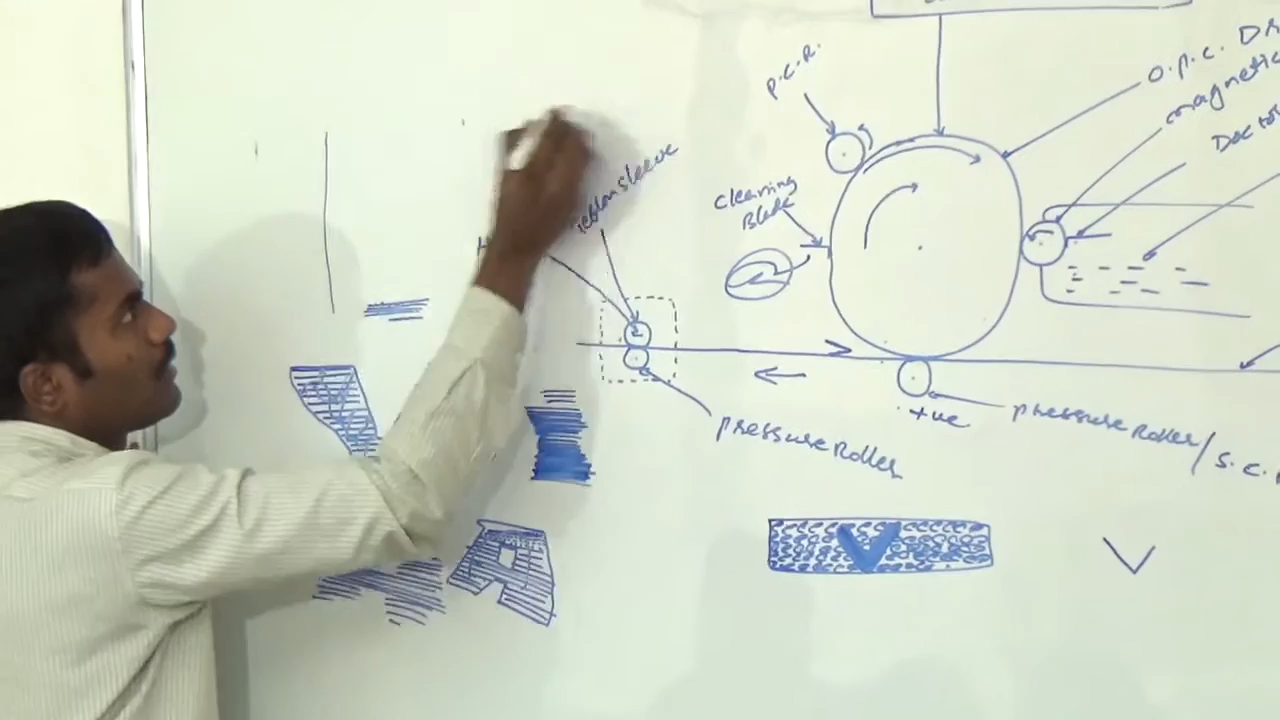 P.C.R.
O.P.C. Dr
magnetic
Doctor
Teflon sleeve
Cleaning
Blade
+ve
pressure Roller/S.C.R
pressure Roller
V
V